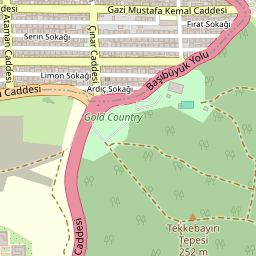 Gazi Mustafa Kemal Caddesi
Fırat Sokağı
Ataman Caddesi
Çınar Caddesi
Serin Sokağı
Başıbüyük Yolu
Limon Sokağı
Ardıç Sokağı
a Caddesi
Gold Country
Tekkebayırı
Tepesi
252 m
Caddesi